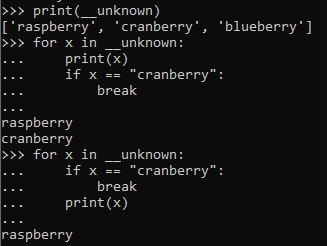 >>> print(__unknown)
['raspberry', 'cranberry', 'blueberry']
>>> for x in __unknown:
...     print(x)
...     if x == "cranberry":
...         break
...
raspberry
cranberry
>>> for x in __unknown:
...     if x == "cranberry":
...         break
...     print(x)
...
raspberry